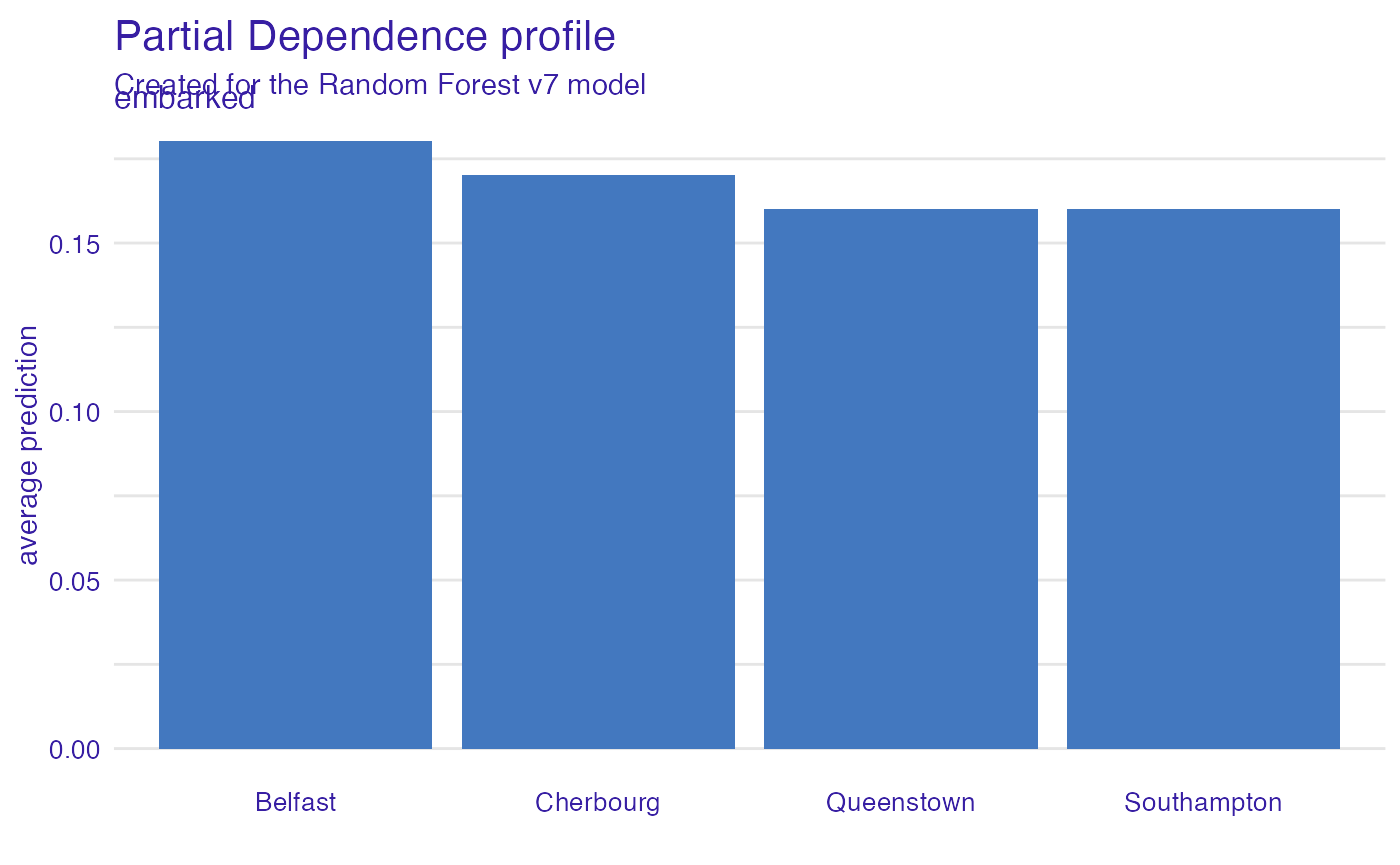 Partial Dependence profile
Created for the Random Forest v7 model
embarked
0.15
0.10
0.05
0.00
average prediction
Belfast Cherbourg Queenstown Southampton